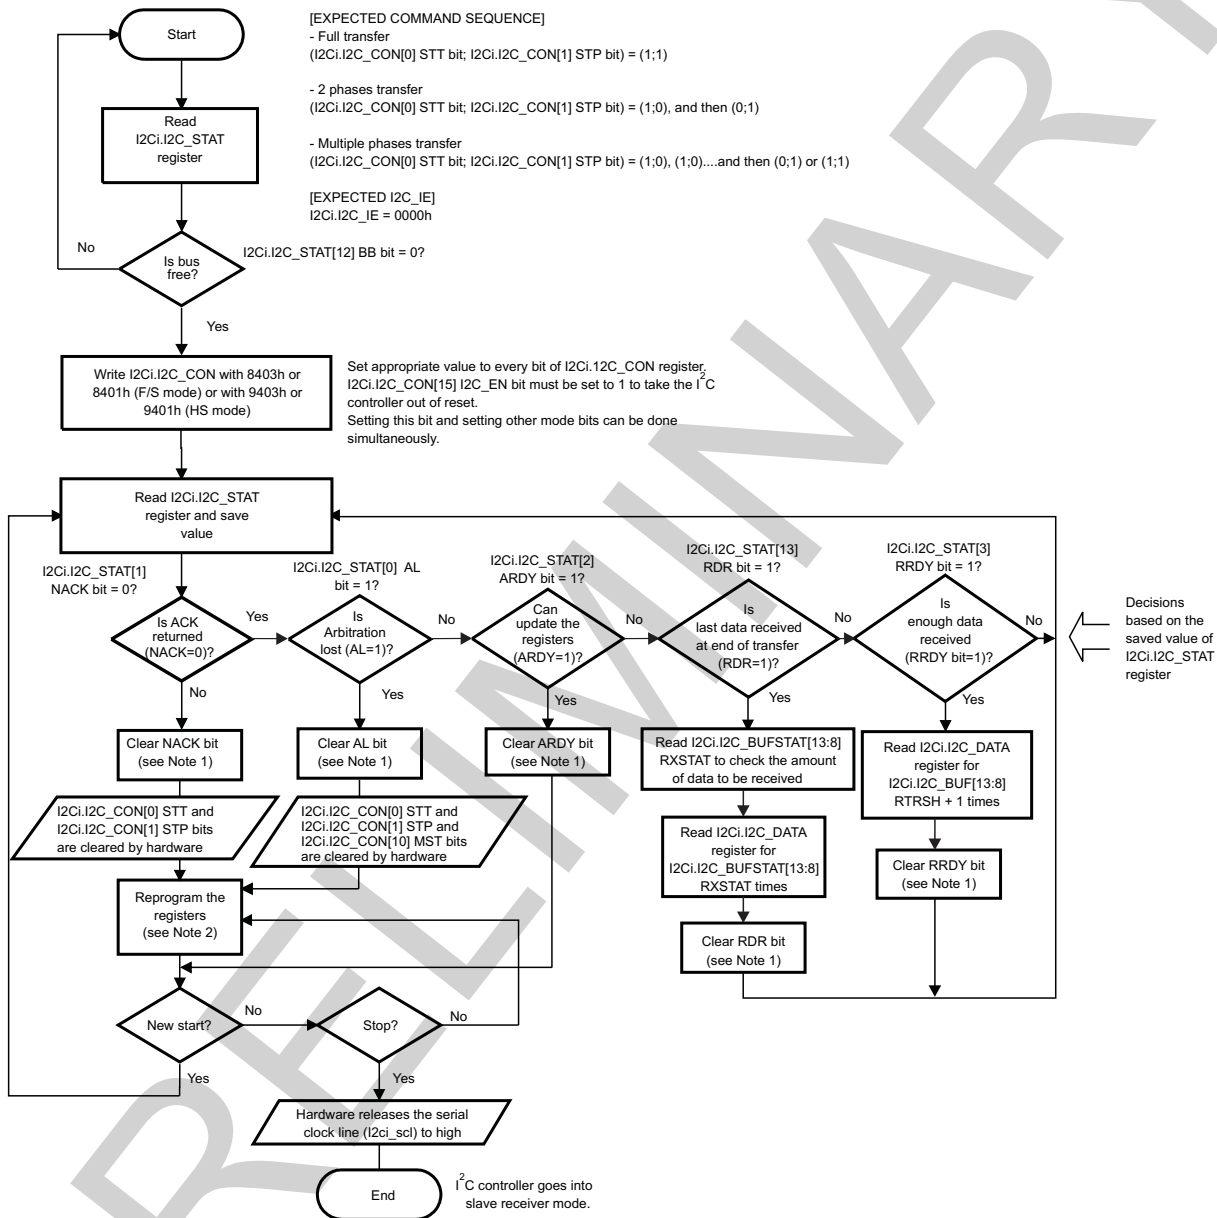 Start
[EXPECTED COMMAND SEQUENCE]
- Full transfer
(I2Ci.I2C_CON[0] STT bit; I2Ci.I2C_CON[1] STP bit) = (1;1)
- 2 phases transfer
(I2Ci.I2C_CON[0] STT bit; I2Ci.I2C_CON[1] STP bit) = (1;0), and then (0;1)
- Multiple phases transfer
(I2Ci.I2C_CON[0] STT bit; I2Ci.I2C_CON[1] STP bit) = (1;0), (1;0)....and then (0;1) or (1;1)
[EXPECTED I2C_IE]
I2Ci.I2C_IE = 0000h
Read
I2Ci.I2C_STAT
register
No
Is bus
free?
I2Ci.I2C_STAT[12] BB bit = 0?
Yes
Write I2Ci.I2C_CON with 8403h or
8401h (F/S mode) or with 9403h or
9401h (HS mode)
Set appropriate value to every bit of I2Ci.12C_CON register.
I2Ci.I2C_CON[15] I2C_EN bit must be set to 1 to take the I2C
controller out of reset.
Setting this bit and setting other mode bits can be done
simultaneously.
Read I2Ci.I2C_STAT
register and save
value
I2Ci.I2C_STAT[1]
NACK bit = 0?
I2Ci.I2C_STAT[0] AL
bit = 1?
I2Ci.I2C_STAT[2]
ARDY bit = 1?
I2Ci.I2C_STAT[13]
RDR bit = 1?
I2Ci.I2C_STAT[3]
RRDY bit = 1?
Is ACK
returned
(NACK=0)?
Yes
No
Is
Arbitration
lost (AL=1)?
No
Yes
Can
update the
registers
(ARDY=1)?
No
Yes
Is
last data received
at end of transfer
(RDR=1)?
No
Yes
Is
enough data
received
(RRDY bit=1)?
No
Yes
Decisions
based on the
saved value of
I2Ci.I2C_STAT
register
Clear NACK bit
(see Note 1)
Clear AL bit
(see Note 1)
Clear ARDY bit
(see Note 1)
Read I2Ci.I2C_BUFSTAT[13:8]
RXSTAT to check the amount
of data to be received
Read I2Ci.I2C_DATA
register for
I2Ci.I2C_BUF[13:8]
RTRSH + 1 times
I2Ci.I2C_CON[0] STT and
I2Ci.I2C_CON[1] STP bits
are cleared by hardware
I2Ci.I2C_CON[0] STT and
I2Ci.I2C_CON[1] STP and
I2Ci.I2C_CON[10] MST bits
are cleared by hardware
Read I2Ci.I2C_DATA
register for
I2Ci.I2C_BUFSTAT[13:8]
RXSTAT times
Clear RRDY bit
(see Note 1)
Reprogram the
registers
(see Note 2)
Clear RDR bit
(see Note 1)
New start?
No
Yes
Stop?
No
Yes
Hardware releases the serial
clock line (I2ci_scl) to high
End
I2C controller goes into
slave receiver mode.
RELIMINARY